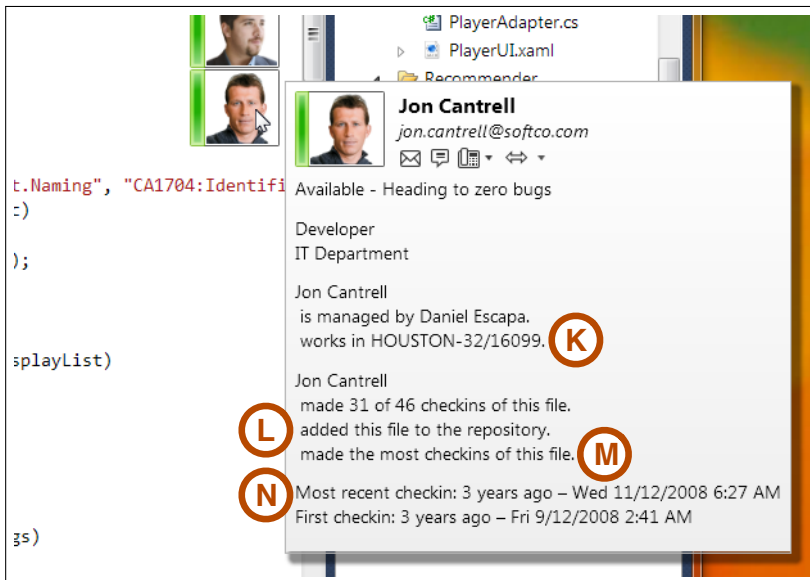 PlayerAdapter.cs
PlayerUI.xaml
Recommender
t.Naming", "CA1704:Identifi
t)
);
splayList)
gs)
Jon Cantrell
jon.cantrell@softco.com
Available - Heading to zero bugs
Developer
IT Department
Jon Cantrell
is managed by Daniel Escapa.
works in HOUSTON-32/16099.
K
Jon Cantrell
made 31 of 46 checkins of this file.
L
added this file to the repository.
made the most checkins of this file.
M
N
Most recent checkin: 3 years ago – Wed 11/12/2008 6:27 AM
First checkin: 3 years ago – Fri 9/12/2008 2:41 AM